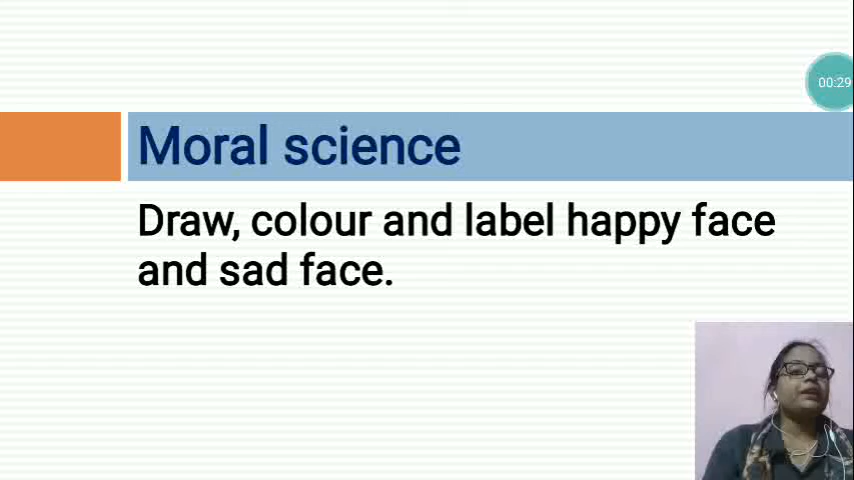 00:29
Moral science
Draw, colour and label happy face
and sad face.